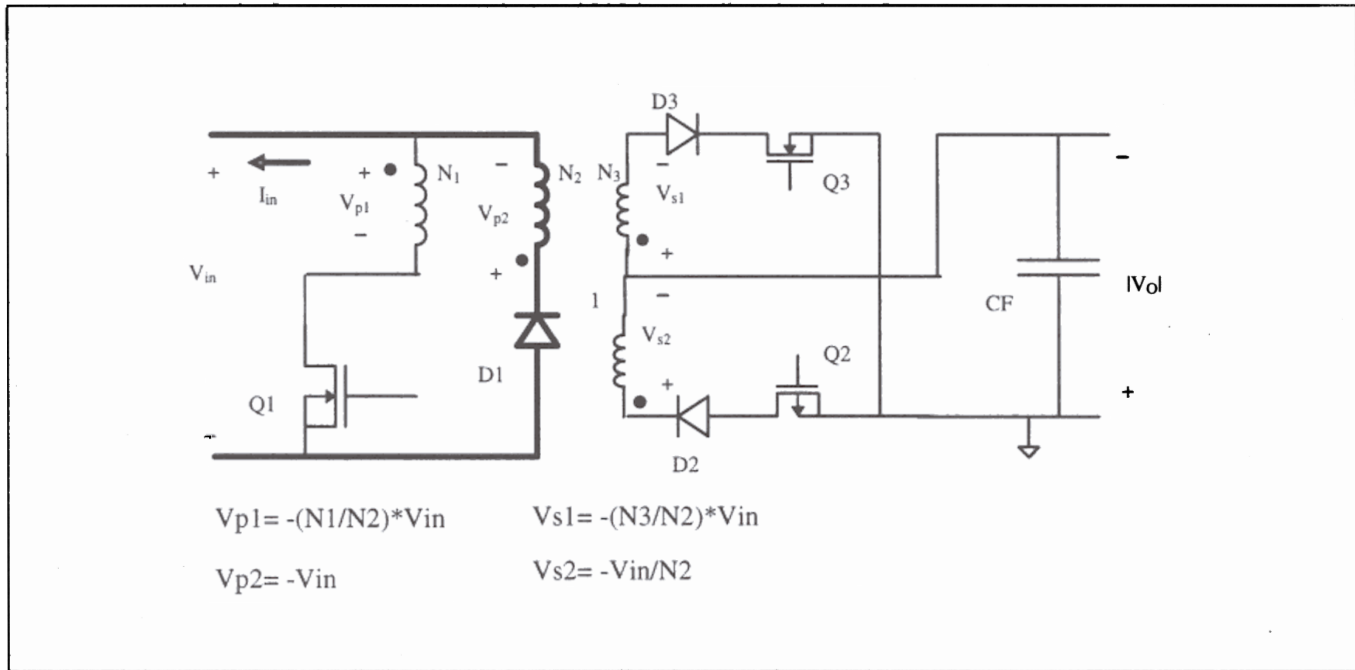 D3
+ − N1 − N2 N3 − Q3 −
Iin Vp1 Vp2 Vs1
− + +
Vin 1 − CF |Vo|
Vs2 Q2
Q1 D1 + +
− D2
Vp1= -(N1/N2)*Vin Vs1= -(N3/N2)*Vin
Vp2= -Vin Vs2= -Vin/N2